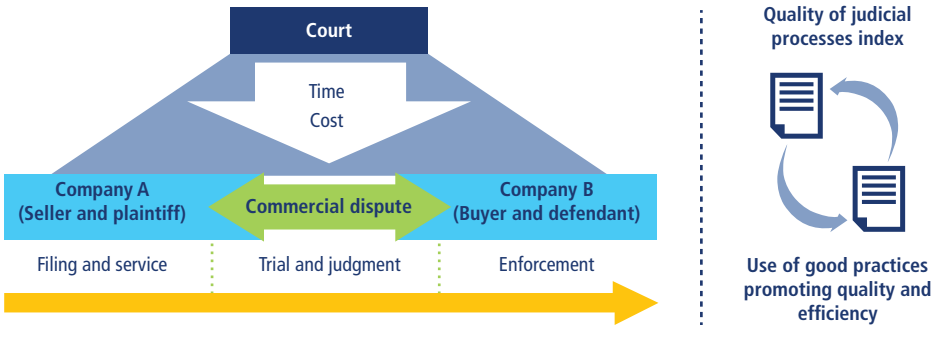 Court
Time
Cost
Company A
(Seller and plaintiff)
Commercial dispute
Company B
(Buyer and defendant)
Filing and service
Trial and judgment
Enforcement
Quality of judicial
processes index
Use of good practices
promoting quality and
efficiency